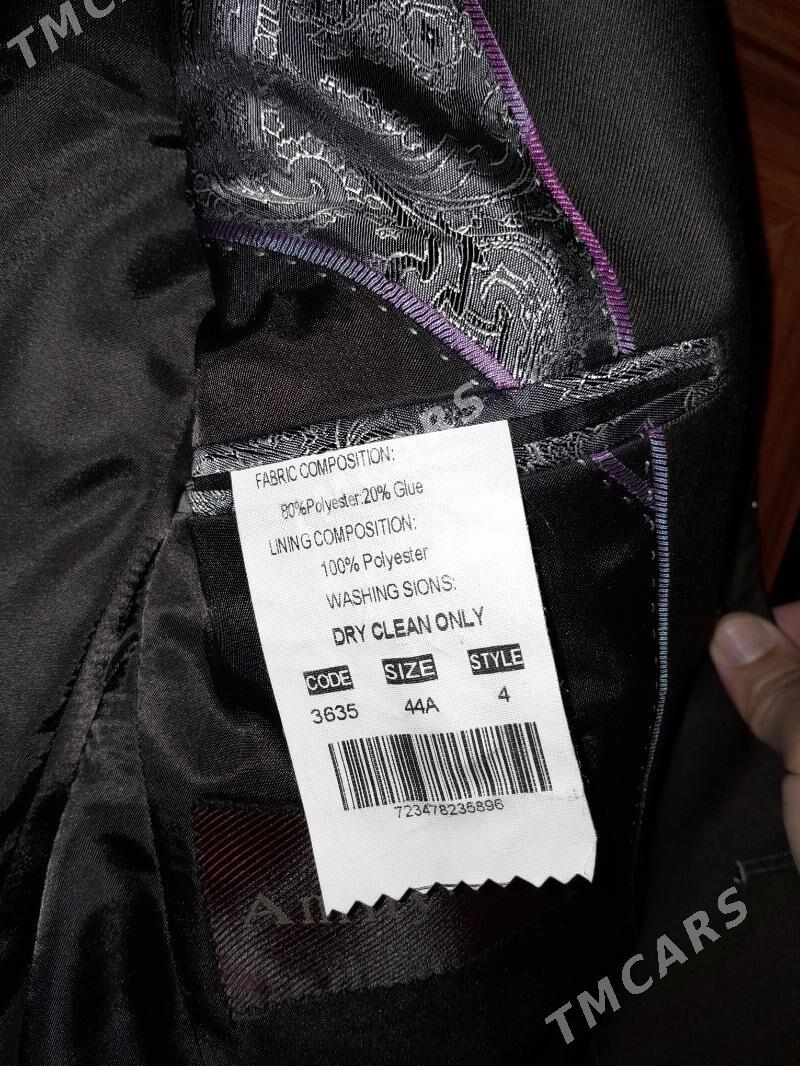 TMCARS
CARS
FABRIC COMPOSITION:
80%Polyester.20% Glue
LINING COMPOSITION:
100% Polyester
WASHING SIONS:
DRY CLEAN ONLY
CODE SIZE STYLE
3635 44A 4
723478235896
TMCARS